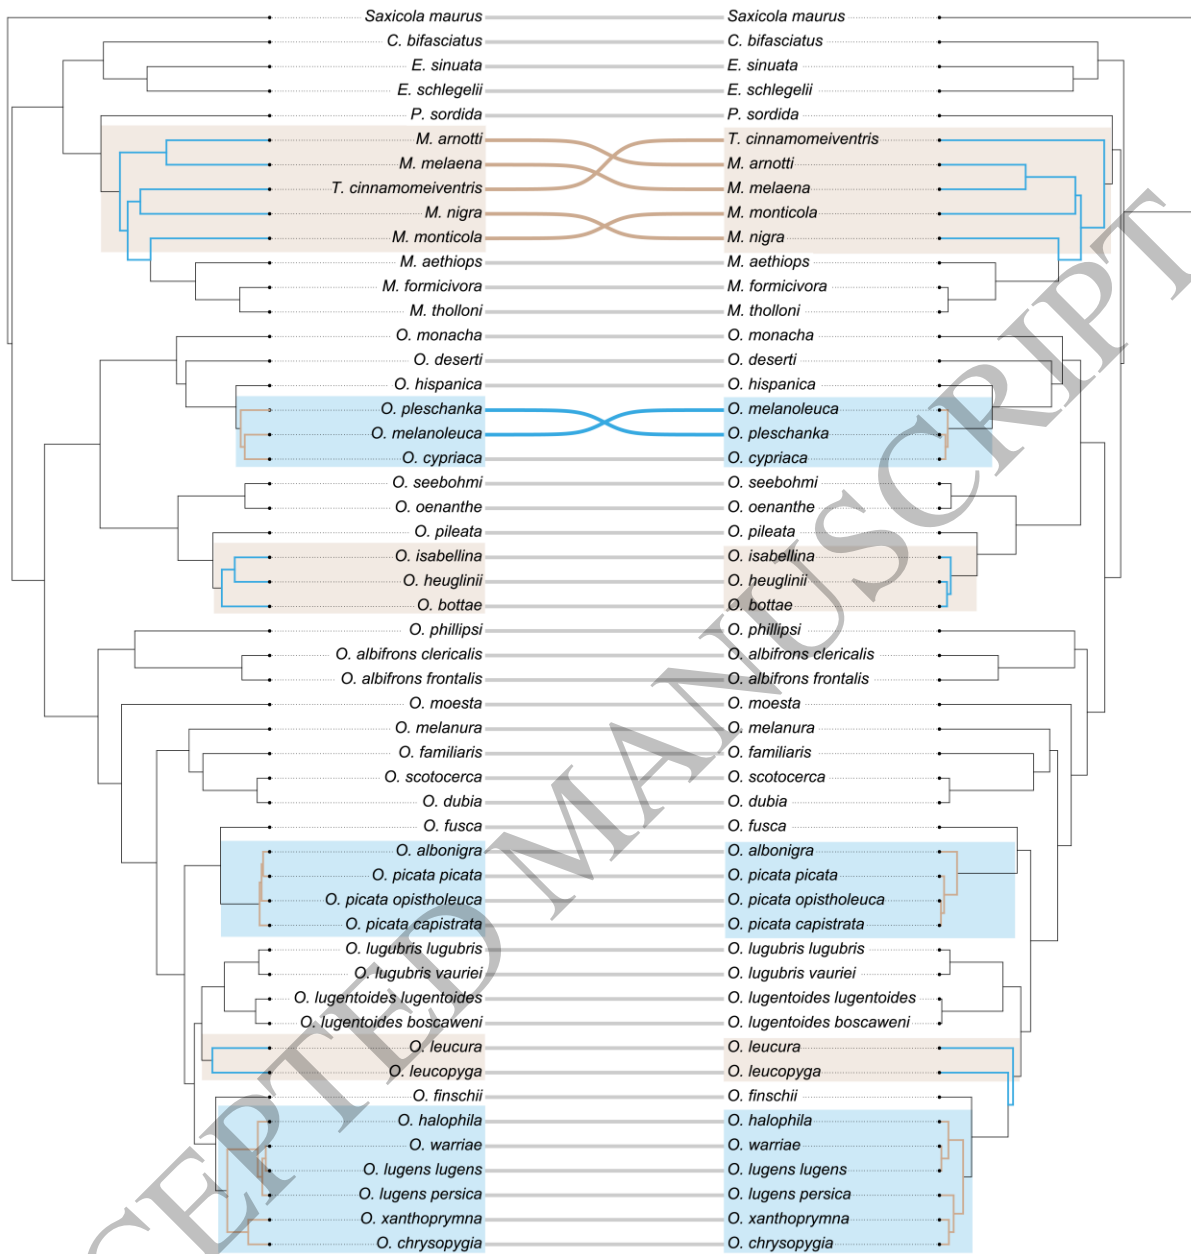 Saxicola maurus Saxicola maurus
C. bifasciatus C. bifasciatus
E. sinuata E. sinuata
E. schlegelii E. schlegelii
P. sordida P. sordida
M. arnotti T. cinnamomeiventris
M. melaena M. arnotti
T. cinnamomeiventris M. melaena
M. nigra M. monticola
M. monticola M. nigra
M. aethiops M. aethiops
M. formicivora M. formicivora
M. tholloni M. tholloni
O. monacha O. monacha
O. deserti O. deserti
O. hispanica O. hispanica
O. pleschanka O. melanoleuca
O. melanoleuca O. pleschanka
O. cypriaca O. cypriaca
O. seebohmi O. seebohmi
O. oenanthe O. oenanthe
O. pileata O. pileata
O. isabellina O. isabellina
O. heuglinii O. heuglinii
O. bottae O. bottae
O. phillipsi O. phillipsi
O. albifrons clericalis O. albifrons clericalis
O. albifrons frontalis O. albifrons frontalis
O. moesta O. moesta
O. melanura O. melanura
O. familiaris O. familiaris
O. scotocerca O. scotocerca
O. dubia O. dubia
O. fusca O. fusca
O. albonigra O. albonigra
O. picata picata O. picata picata
O. picata opistholeuca O. picata opistholeuca
O. picata capistrata O. picata capistrata
O. lugubris lugubris O. lugubris lugubris
O. lugubris vauriei O. lugubris vauriei
O. lugentoides lugentoides O. lugentoides lugentoides
O. lugentoides boscaweni O. lugentoides boscaweni
O. leucura O. leucura
O. leucopyga O. leucopyga
O. finschii O. finschii
O. halophila O. halophila
O. warriae O. warriae
O. lugens lugens O. lugens lugens
O. lugens persica O. lugens persica
O. xanthoprymna O. xanthoprymna
O. chrysopygia O. chrysopygia
CEPTED MANUSCRIPT